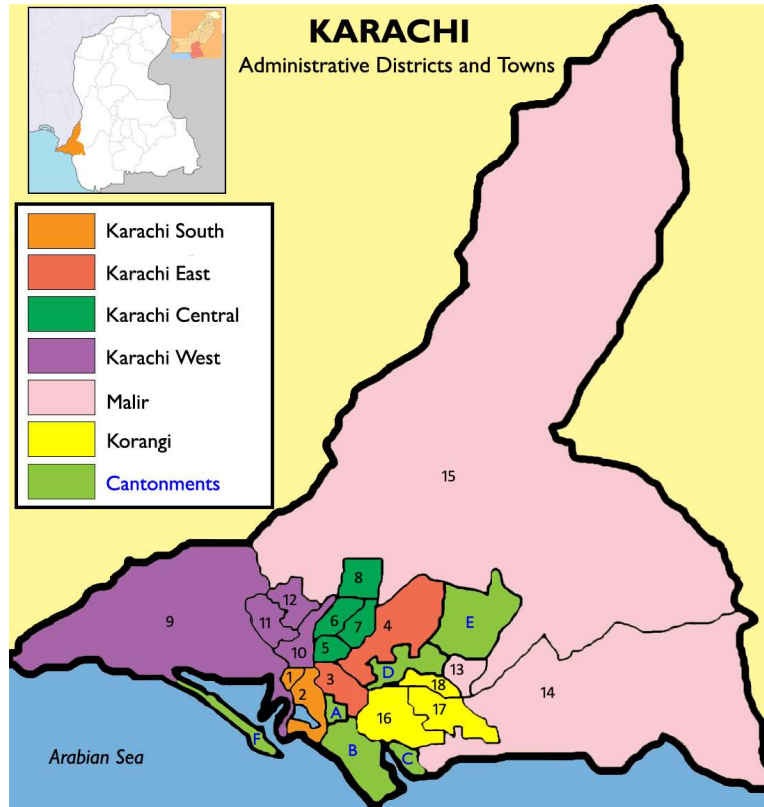 KARACHI
Administrative Districts and Towns
Karachi South
Karachi East
Karachi Central
Karachi West
Malir
Korangi
Cantonments
15
8
9
12
11
6
7
4
E
10
5
D
13
14
1
2
3
18
A
16
17
F
B
C
Arabian Sea